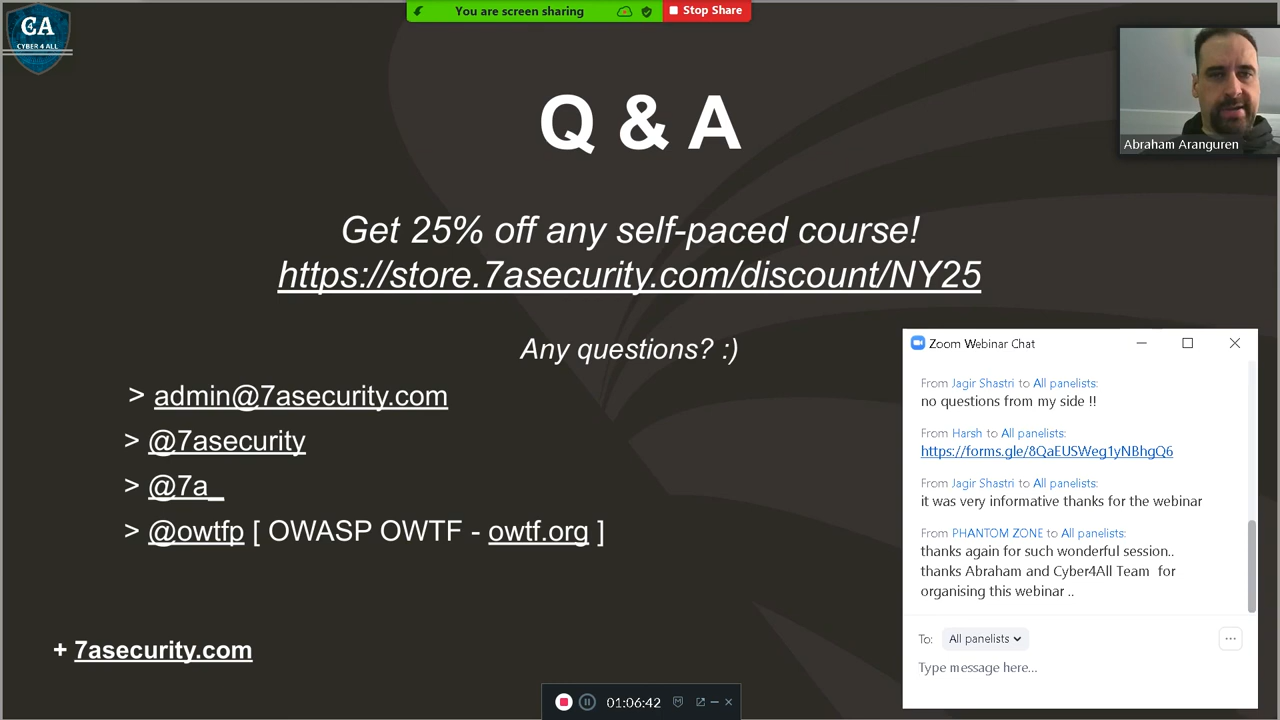 You are screen sharing
Stop Share
CA
CYBER 4 ALL
Abraham Aranguren
Q & A
Get 25% off any self-paced course!
https://store.7asecurity.com/discount/NY25
Any questions? :)
> admin@7asecurity.com
> @7asecurity
> @7a_
> @owtfp [ OWASP OWTF - owtf.org ]
+ 7asecurity.com
Zoom Webinar Chat
From Jagir Shastri to All panelists:
no questions from my side !!
From Harsh to All panelists:
https://forms.gle/8QaEUSWeg1yNBhgQ6
From Jagir Shastri to All panelists:
it was very informative thanks for the webinar
From PHANTOM ZONE to All panelists:
thanks again for such wonderful session..
thanks Abraham and Cyber4All Team for
organising this webinar ..
To: All panelists
Type message here...
01:06:42